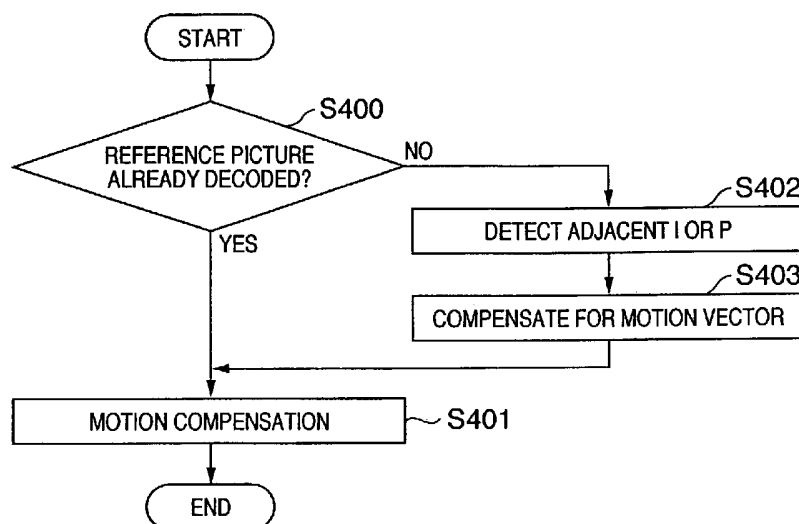 START
S400
REFERENCE PICTURE
ALREADY DECODED?
NO
YES
S402
DETECT ADJACENT I OR P
S403
COMPENSATE FOR MOTION VECTOR
MOTION COMPENSATION
S401
END